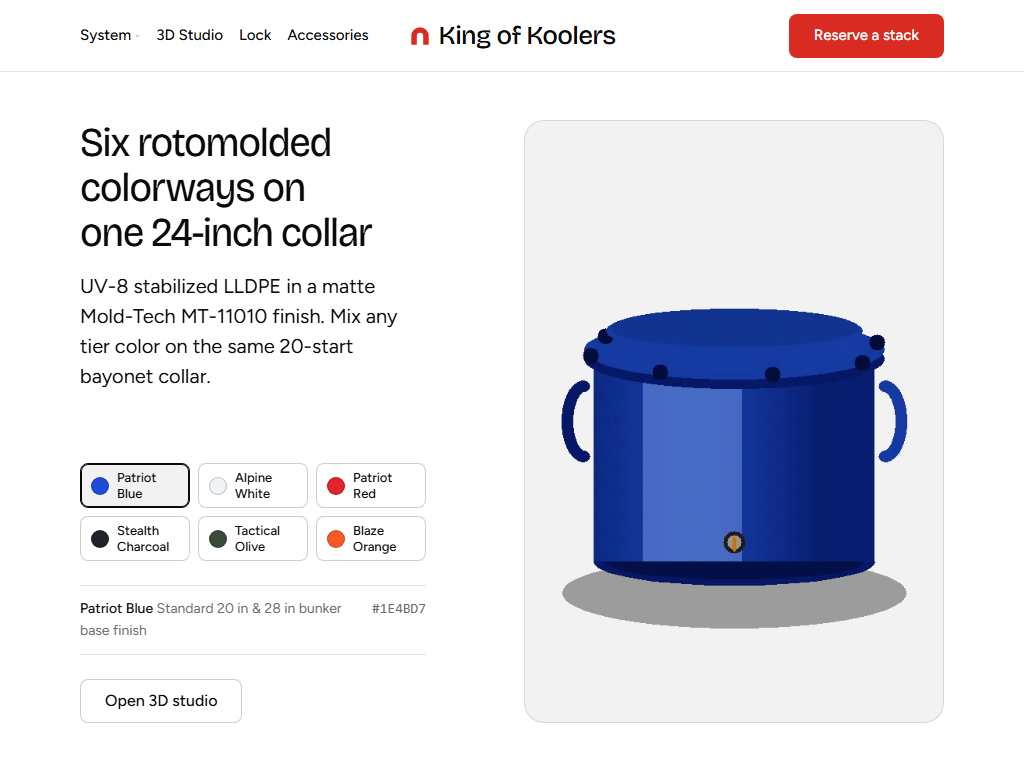 System
3D Studio
Lock
Accessories
King of Koolers
Reserve a stack
Six rotomolded
colorways on
one 24-inch collar
UV-8 stabilized LLDPE in a matte
Mold-Tech MT-11010 finish. Mix any
tier color on the same 20-start
bayonet collar.
Patriot
Blue
Alpine
White
Patriot
Red
Stealth
Charcoal
Tactical
Olive
Blaze
Orange
Patriot Blue Standard 20 in & 28 in bunker
base finish
#1E4BD7
Open 3D studio